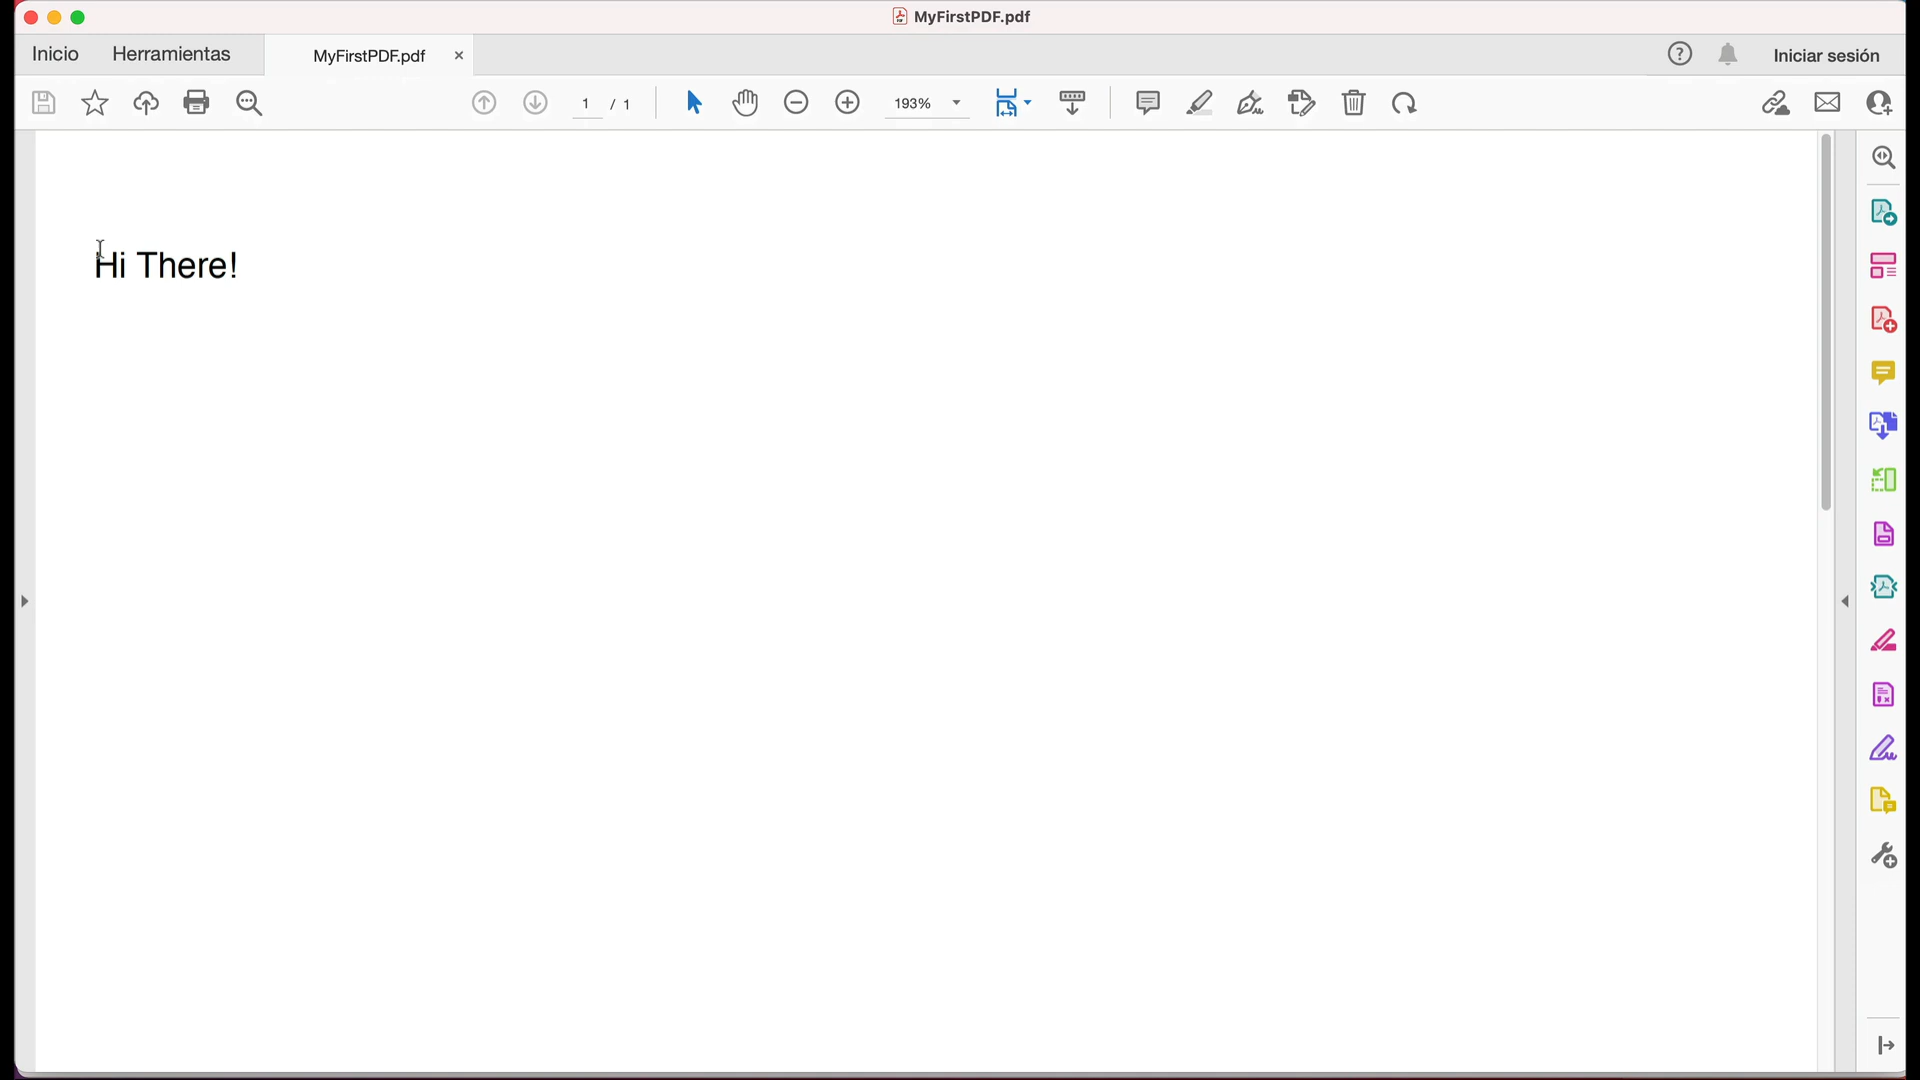 MyFirstPDF.pdf
Inicio Herramientas MyFirstPDF.pdf × ? Iniciar sesión
1 / 1 193%
Hi There!